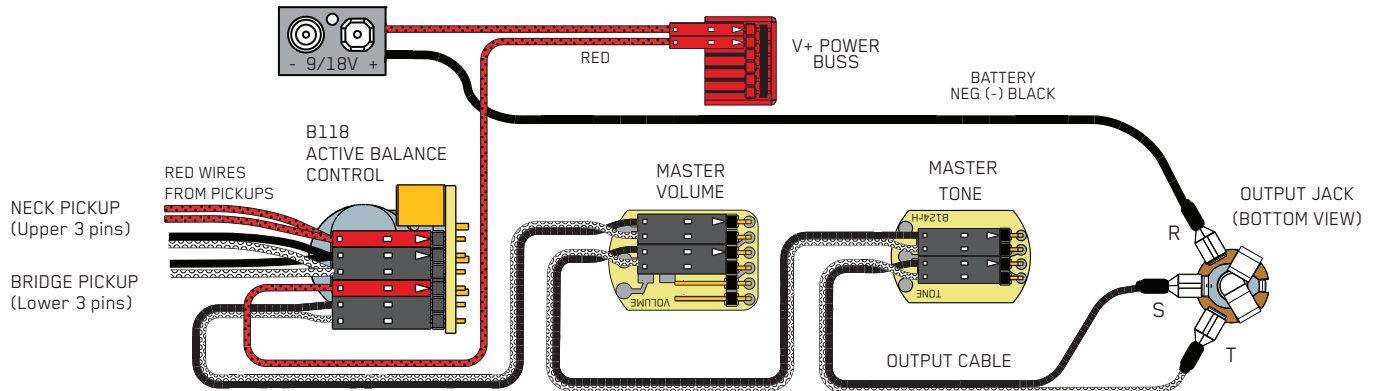 - 9/18V +
RED
V+ POWER
BUSS
BATTERY
NEG (-) BLACK
B118
ACTIVE BALANCE
CONTROL
RED WIRES
FROM PICKUPS
NECK PICKUP
(Upper 3 pins)
BRIDGE PICKUP
(Lower 3 pins)
MASTER
VOLUME
VOLUME
MASTER
TONE
B124rH
TONE
OUTPUT JACK
(BOTTOM VIEW)
R
S
T
OUTPUT CABLE